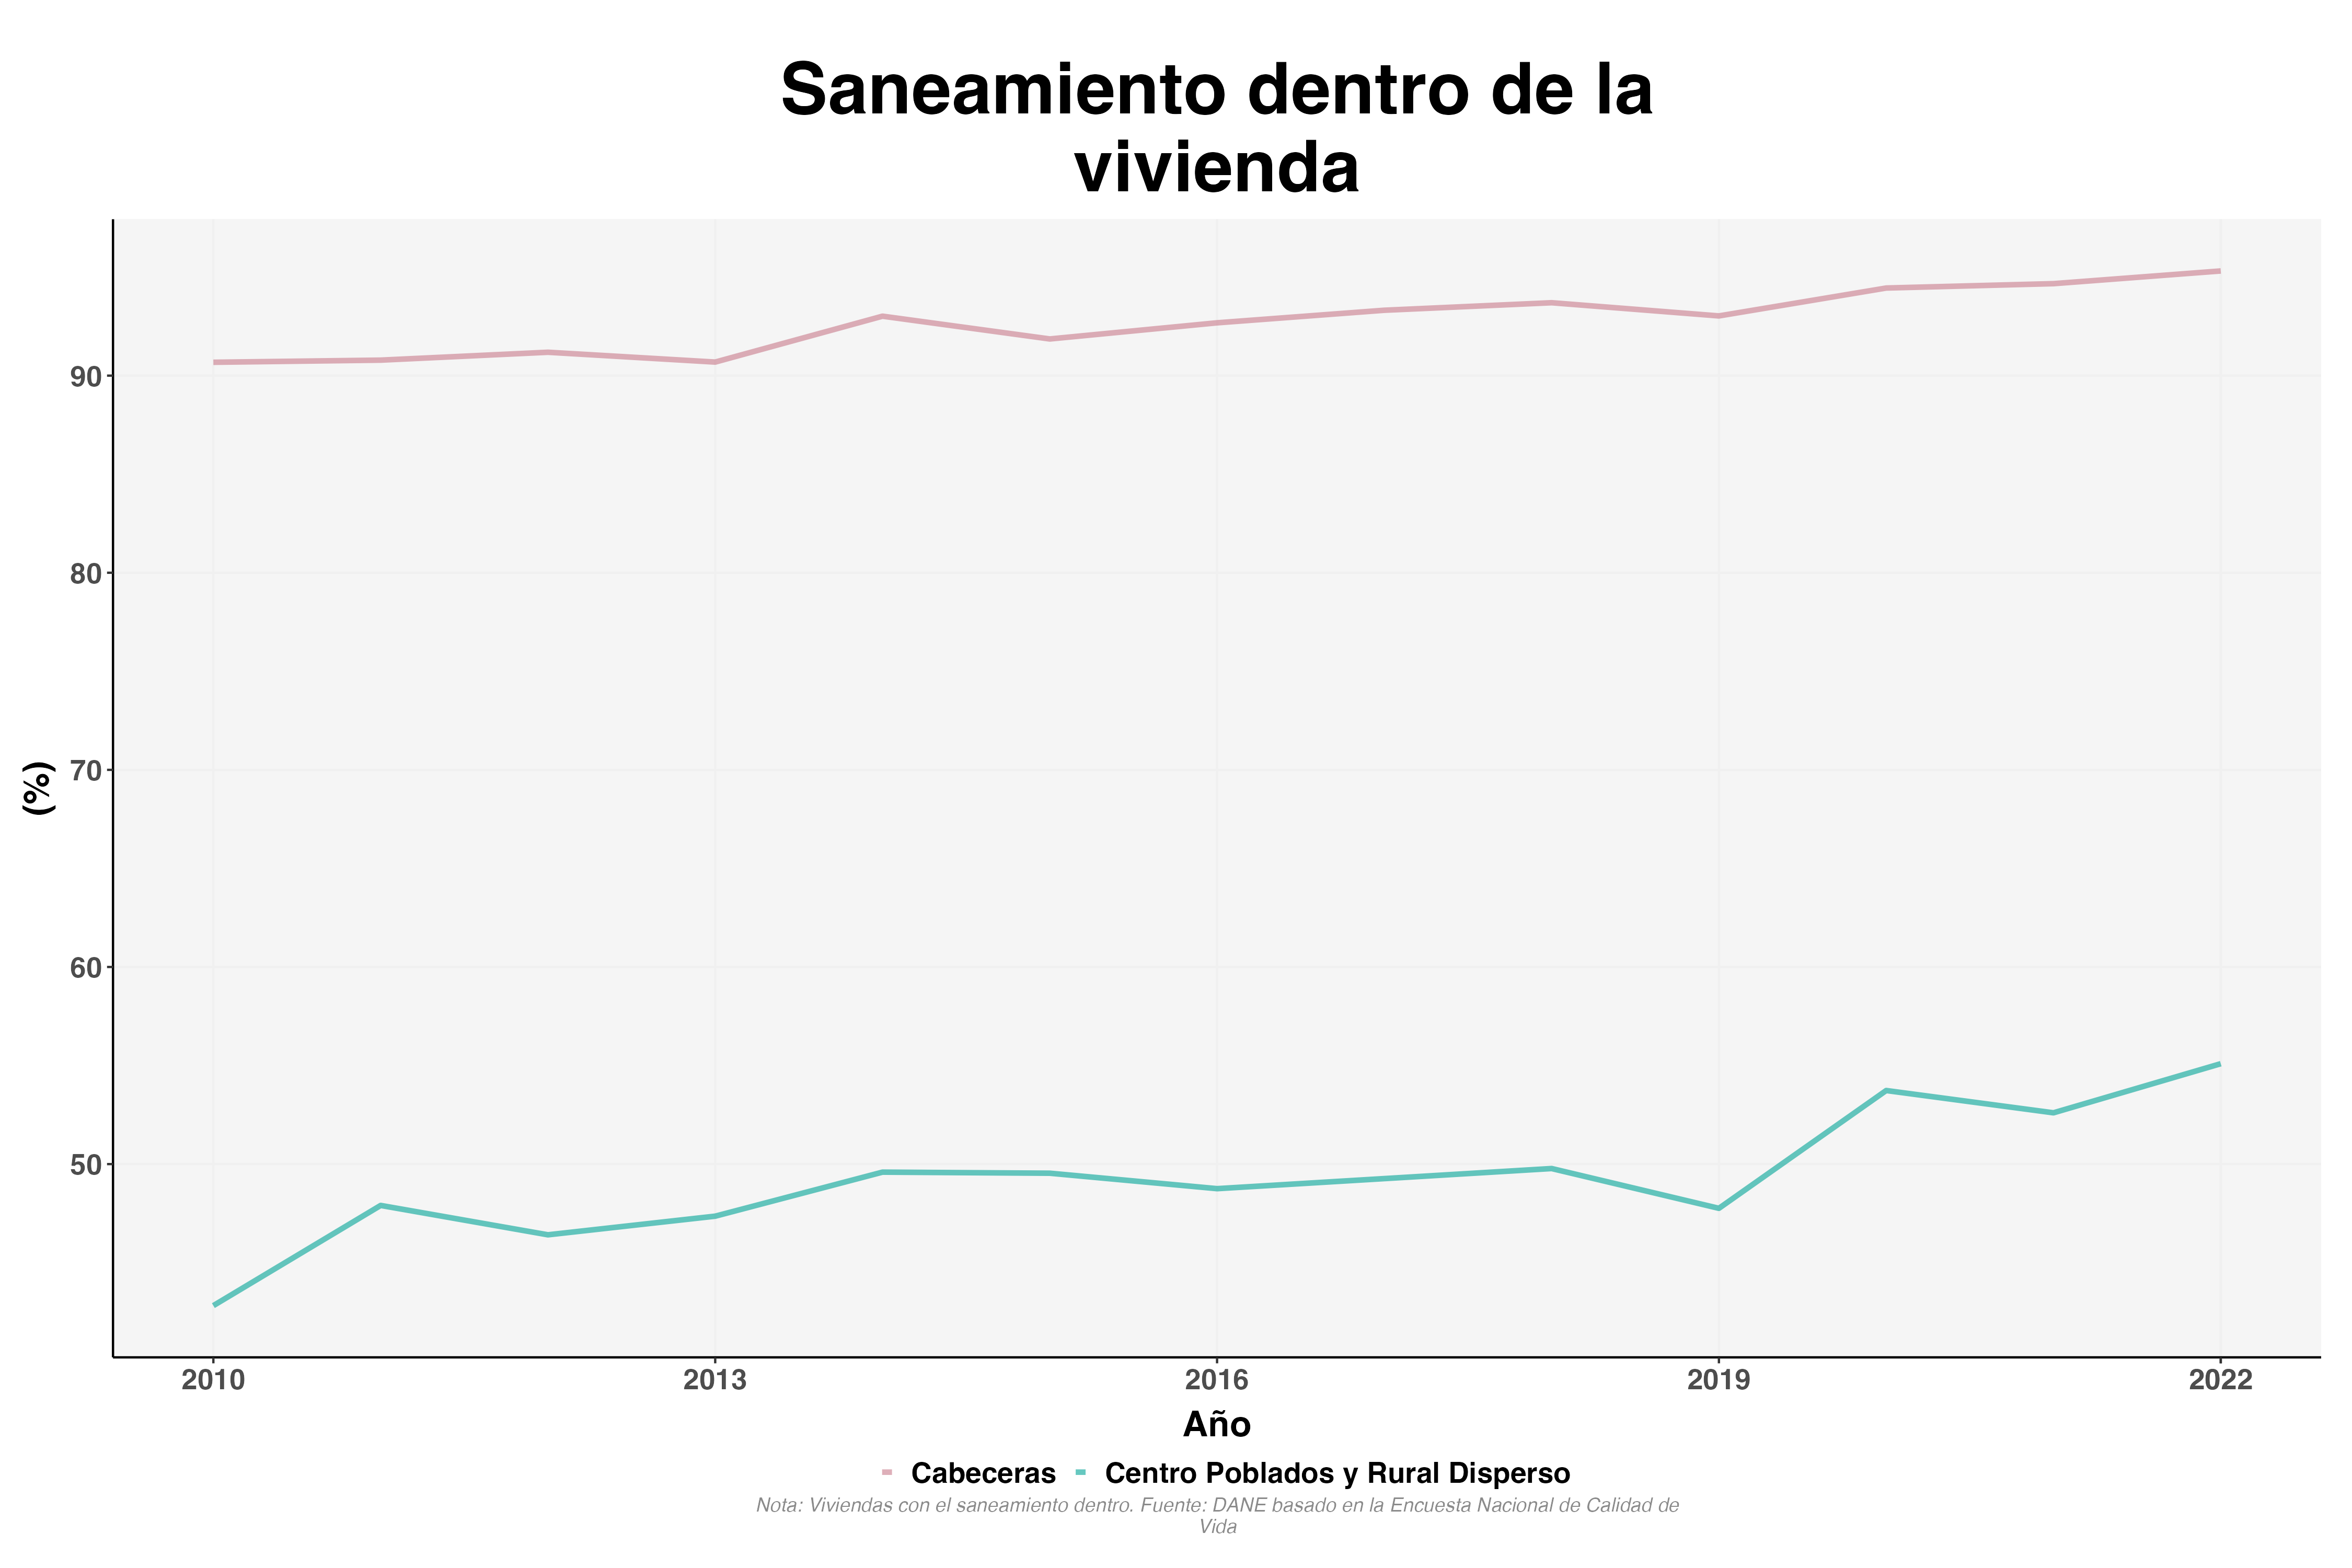 Saneamiento dentro de la
vivienda
(%)
90
80
70
60
50
2010 2013 2016 2019 2022
Año
Cabeceras Centro Poblados y Rural Disperso
Nota: Viviendas con el saneamiento dentro. Fuente: DANE basado en la Encuesta Nacional de Calidad de
Vida